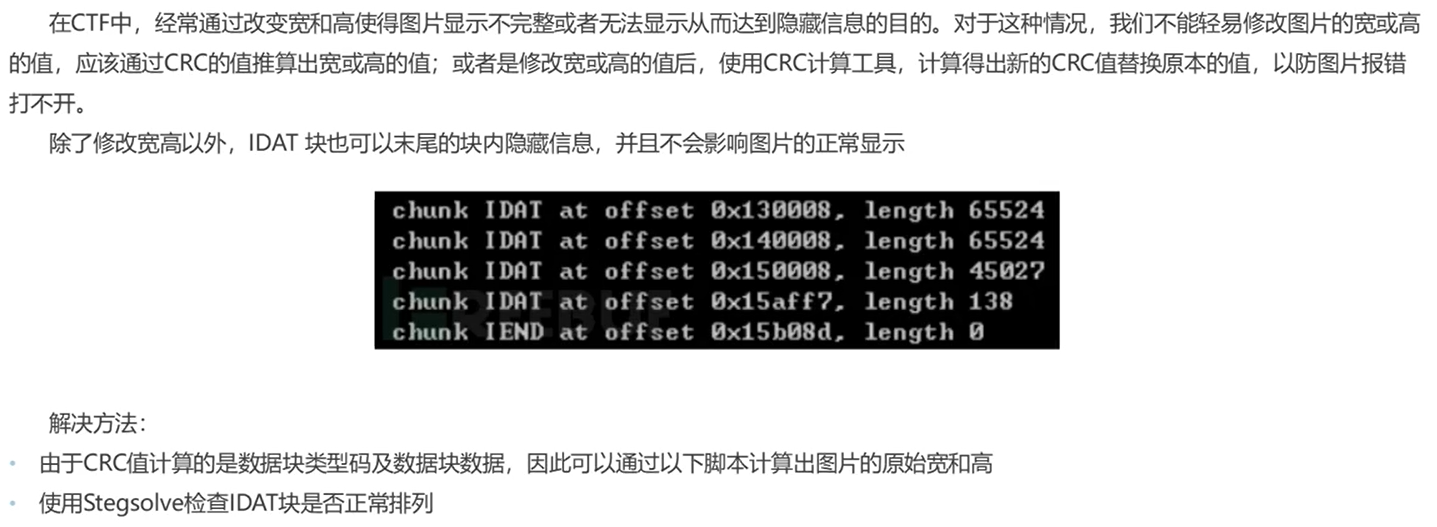 在CTF中，经常通过改变宽和高使得图片显示不完整或者无法显示从而达到隐藏信息的目的。对于这种情况，我们不能轻易修改图片的宽或高
的值，应该通过CRC的值推算出宽或高的值；或者是修改宽或高的值后，使用CRC计算工具，计算得出新的CRC值替换原本的值，以防图片报错
打不开。
除了修改宽高以外，IDAT 块也可以末尾的块内隐藏信息，并且不会影响图片的正常显示
chunk IDAT at offset 0x130008, length 65524
chunk IDAT at offset 0x140008, length 65524
chunk IDAT at offset 0x150008, length 45027
chunk IDAT at offset 0x15aff7, length 138
chunk IEND at offset 0x15b08d, length 0
FREEBUF
解决方法：
• 由于CRC值计算的是数据块类型码及数据块数据，因此可以通过以下脚本计算出图片的原始宽和高
• 使用Stegsolve检查IDAT块是否正常排列